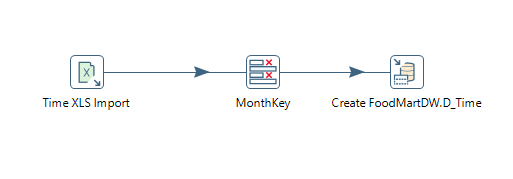 Time XLS Import
MonthKey
Create FoodMartDW.D_Time